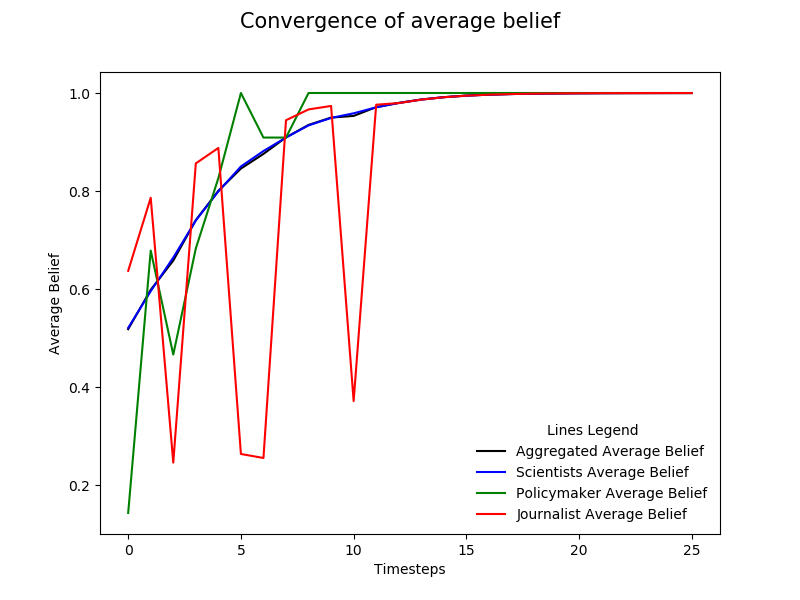 Convergence of average belief
1.0
0.8
0.6
0.4
0.2
Average Belief
Lines Legend
Aggregated Average Belief
Scientists Average Belief
Policymaker Average Belief
Journalist Average Belief
0 5 10 15 20 25
Timesteps